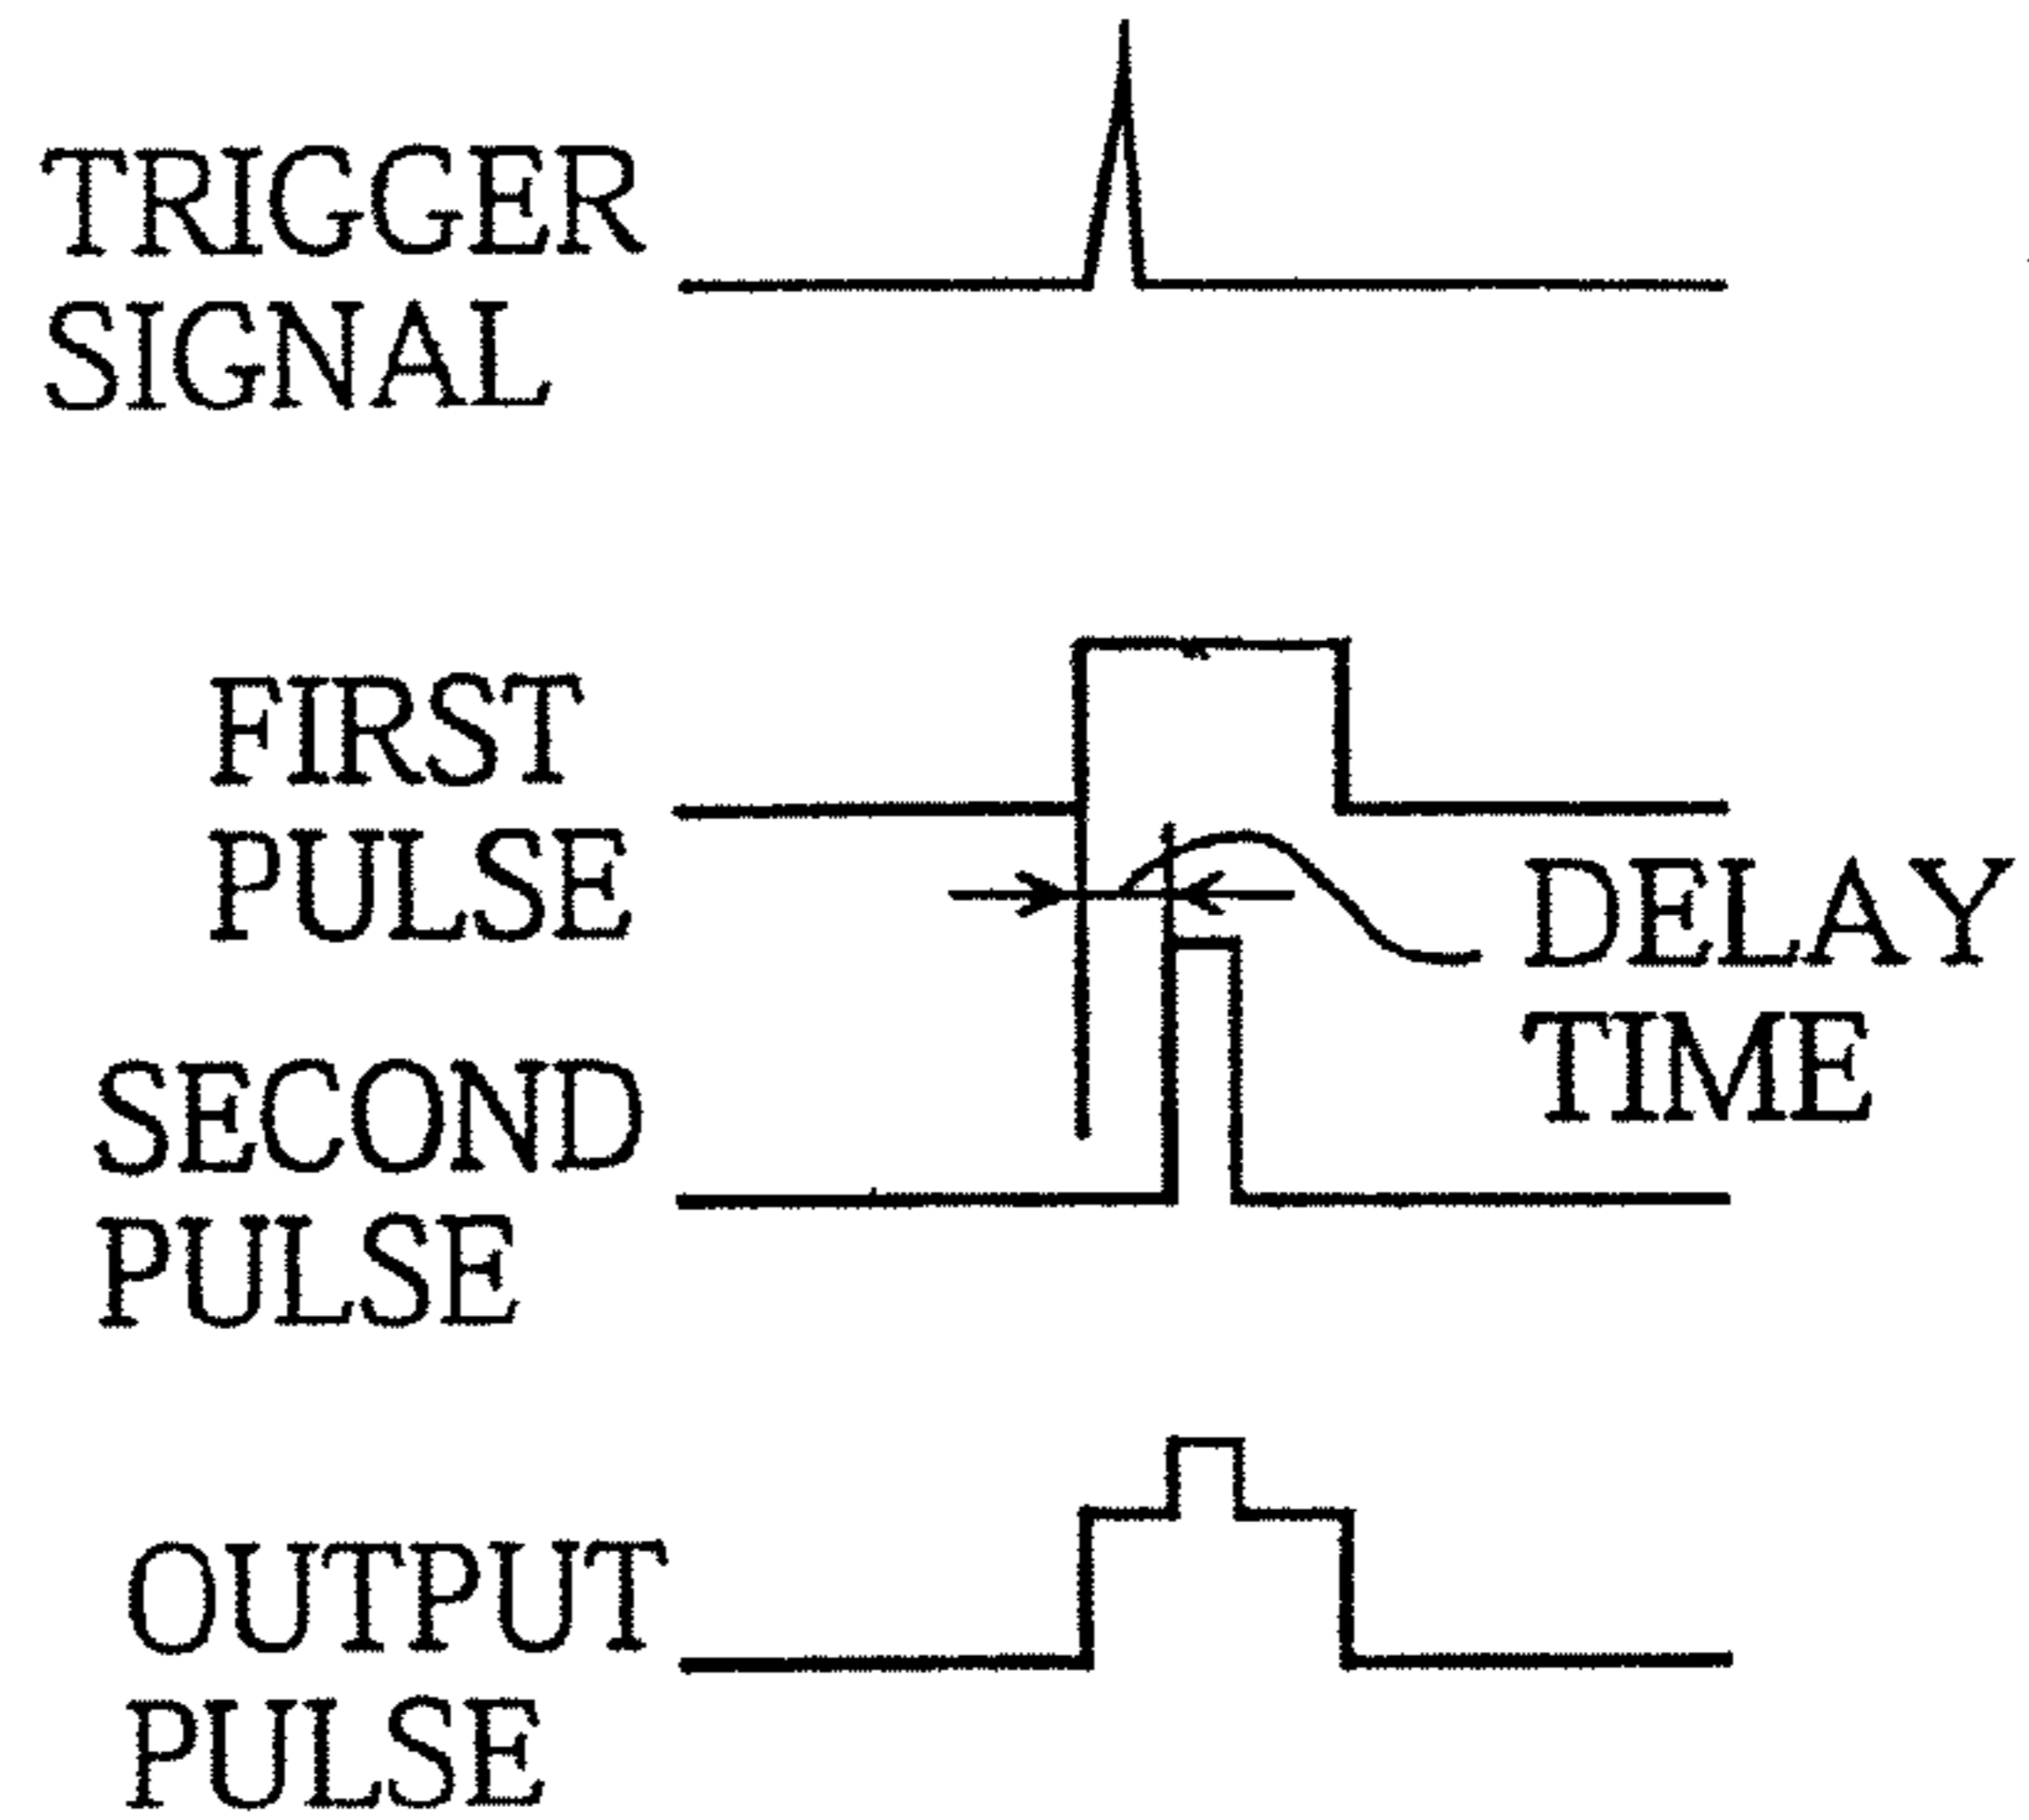 TRIGGER
SIGNAL
FIRST
PULSE
DELAY
TIME
SECOND
PULSE
OUTPUT
PULSE